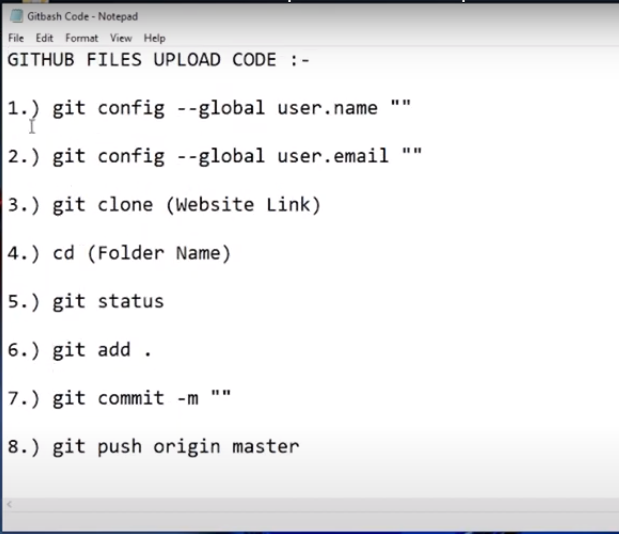 Gitbash Code - Notepad
File Edit Format View Help
GITHUB FILES UPLOAD CODE :-
1.) git config --global user.name ""
2.) git config --global user.email ""
3.) git clone (Website Link)
4.) cd (Folder Name)
5.) git status
6.) git add .
7.) git commit -m ""
8.) git push origin master